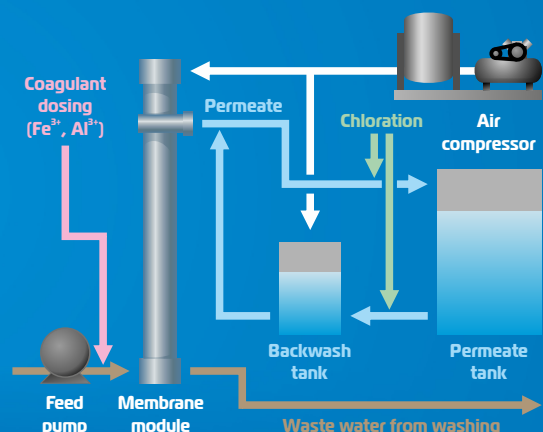 Coagulant
dosing
(Fe³⁺, Al³⁺)
Permeate
Chloration
Air
compressor
Backwash
tank
Permeate
tank
Feed
pump
Membrane
module
Waste water from washing